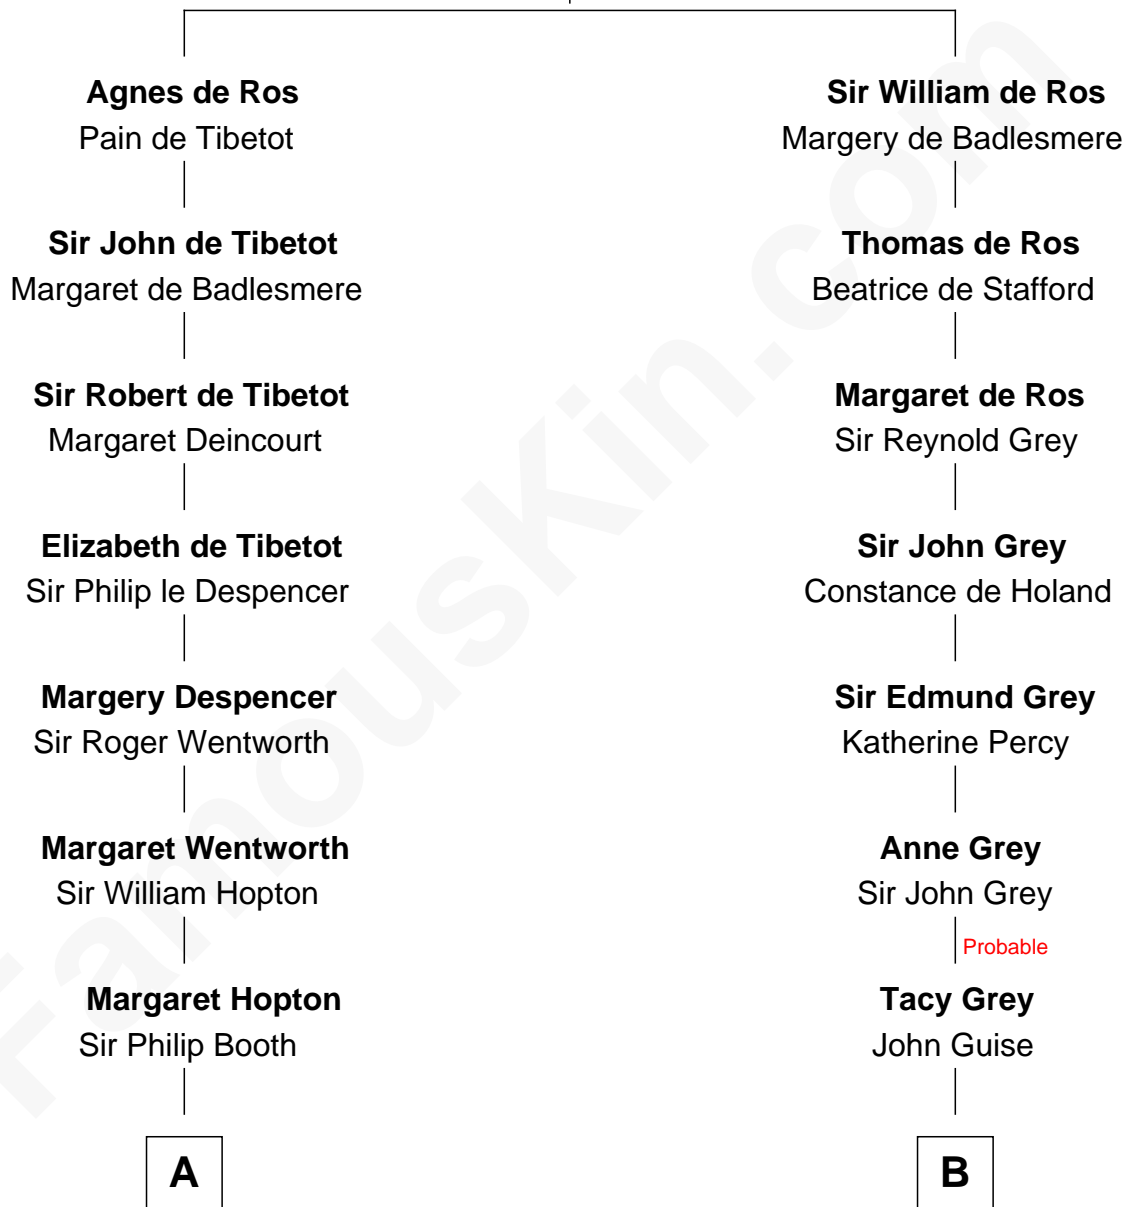 Agnes de Ros
Pain de Tibetot
Sir John de Tibetot
Margaret de Badlesmere
Sir Robert de Tibetot
Margaret Deincourt
Elizabeth de Tibetot
Sir Philip le Despencer
Margery Despencer
Sir Roger Wentworth
Margaret Wentworth
Sir William Hopton
Margaret Hopton
Sir Philip Booth
A
Sir William de Ros
Margery de Badlesmere
Thomas de Ros
Beatrice de Stafford
Margaret de Ros
Sir Reynold Grey
Sir John Grey
Constance de Holand
Sir Edmund Grey
Katherine Percy
Anne Grey
Sir John Grey
Probable
Tacy Grey
John Guise
B
FamousKin.com